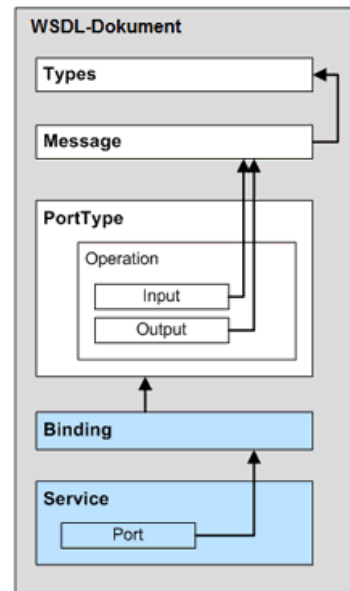 WSDL-Dokument
Types
Message
PortType
Operation
Input
Output
Binding
Service
Port